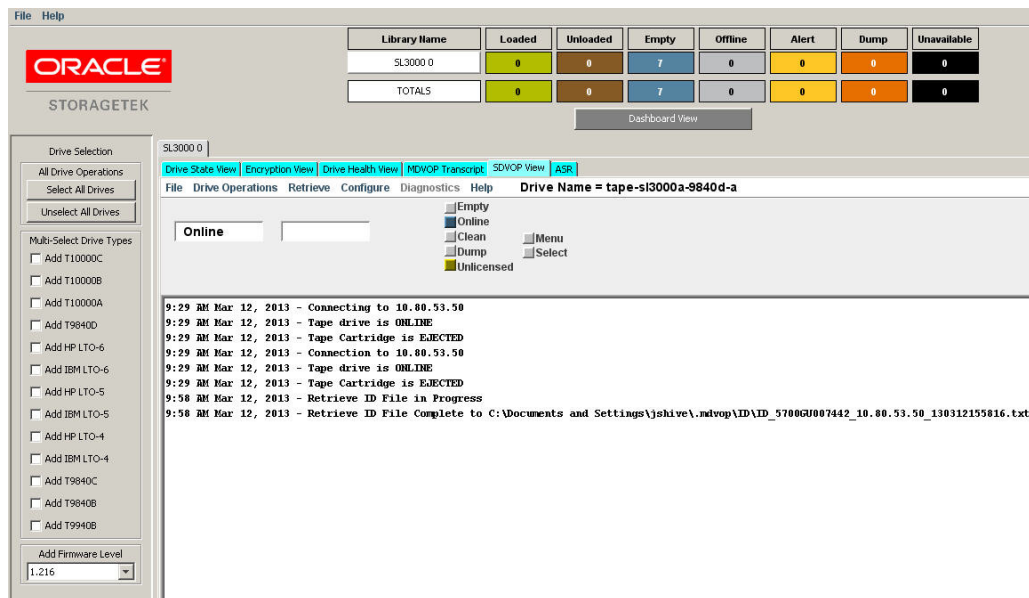 File Help
Library Name Loaded Unloaded Empty Offline Alert Dump Unavailable
SL3000 0 0 0 7 0 0 0 0
TOTALS 0 0 7 0 0 0 0
Dashboard View
ORACLE®
STORAGETEK
Drive Selection
All Drive Operations
Select All Drives
Unselect All Drives
Multi-Select Drive Types
Add T10000C
Add T10000B
Add T10000A
Add T9840D
Add HP LTO-6
Add IBM LTO-6
Add HP LTO-5
Add IBM LTO-5
Add HP LTO-4
Add IBM LTO-4
Add T9840C
Add T9840B
Add T9940B
Add Firmware Level
1.216
SL3000 0
Drive State View Encryption View Drive Health View MDVOP Transcript SDVOP View ASR
File Drive Operations Retrieve Configure Diagnostics Help Drive Name = tape-sl3000a-9840d-a
Online
Empty
Online
Clean Menu
Dump Select
Unlicensed
9:29 AM Mar 12, 2013 - Connecting to 10.80.53.50
9:29 AM Mar 12, 2013 - Tape drive is ONLINE
9:29 AM Mar 12, 2013 - Tape Cartridge is EJECTED
9:29 AM Mar 12, 2013 - Connection to 10.80.53.50
9:29 AM Mar 12, 2013 - Tape drive is ONLINE
9:29 AM Mar 12, 2013 - Tape Cartridge is EJECTED
9:58 AM Mar 12, 2013 - Retrieve ID File in Progress
9:58 AM Mar 12, 2013 - Retrieve ID File Complete to C:\Documents and Settings\jshive\.mdvop\ID\ID_5700GU007442_10.80.53.50_130312155816.txt